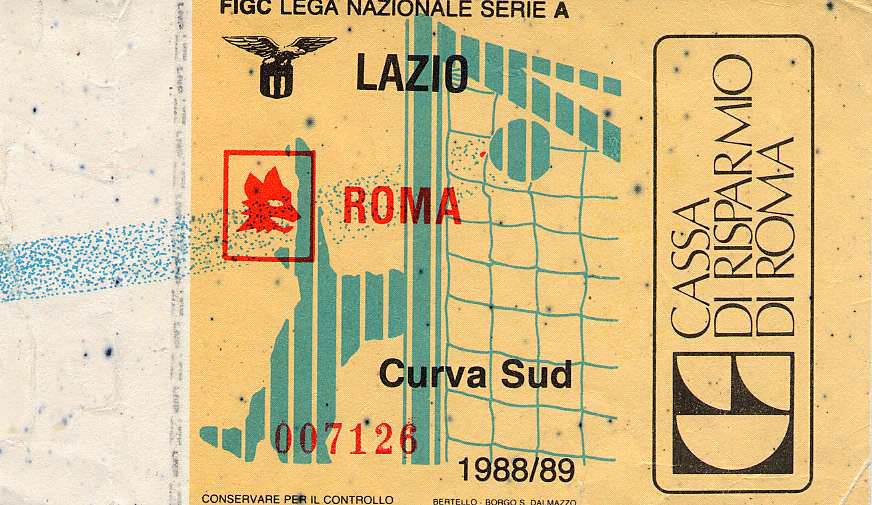 FIGC LEGA NAZIONALE SERIE A
LAZIO
ROMA
Curva Sud
007126
1988/89
CONSERVARE PER IL CONTROLLO
BERTELLO - BORGO S. DALMAZZO
CASSA
DI RISPARMIO
DI ROMA